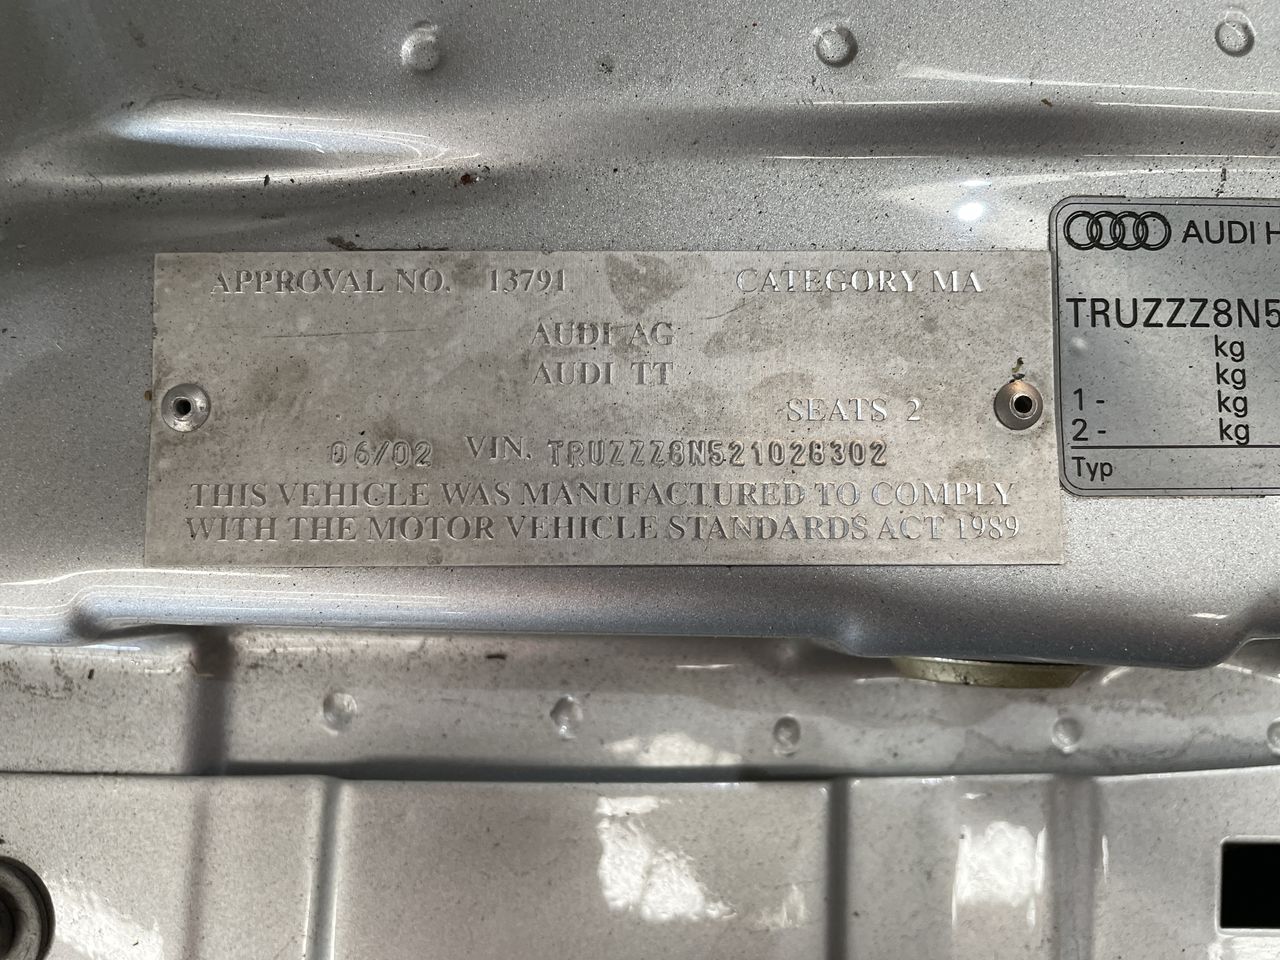 APPROVAL NO. 13791 CATEGORY MA
AUDI AG
AUDI TT
SEATS 2
06/02 VIN. TRUZZZ8N521028302
THIS VEHICLE WAS MANUFACTURED TO COMPLY
WITH THE MOTOR VEHICLE STANDARDS ACT 1989
AUDI H
TRUZZZ8N5
kg
kg
1 - kg
2 - kg
Typ